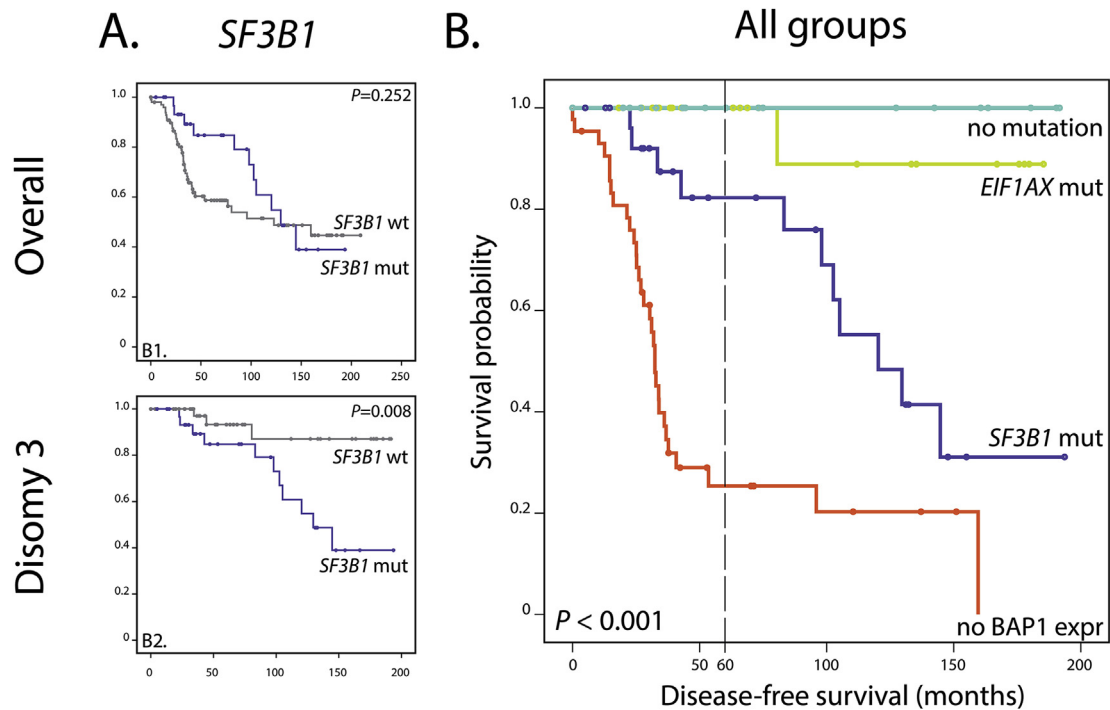 A.
SF3B1
Overall
P=0.252
1.0
0.8
0.6
0.4
0.2
0
SF3B1 wt
SF3B1 mut
B1.
0 50 100 150 200 250
Disomy 3
P=0.008
1.0
0.8
0.6
0.4
0.2
0
SF3B1 wt
SF3B1 mut
B2.
0 50 100 150 200
B.
All groups
Survival probability
1.0
0.8
0.6
0.4
0.2
0
no mutation
EIF1AX mut
SF3B1 mut
no BAP1 expr
P < 0.001
0 50 60 100 150 200
Disease-free survival (months)